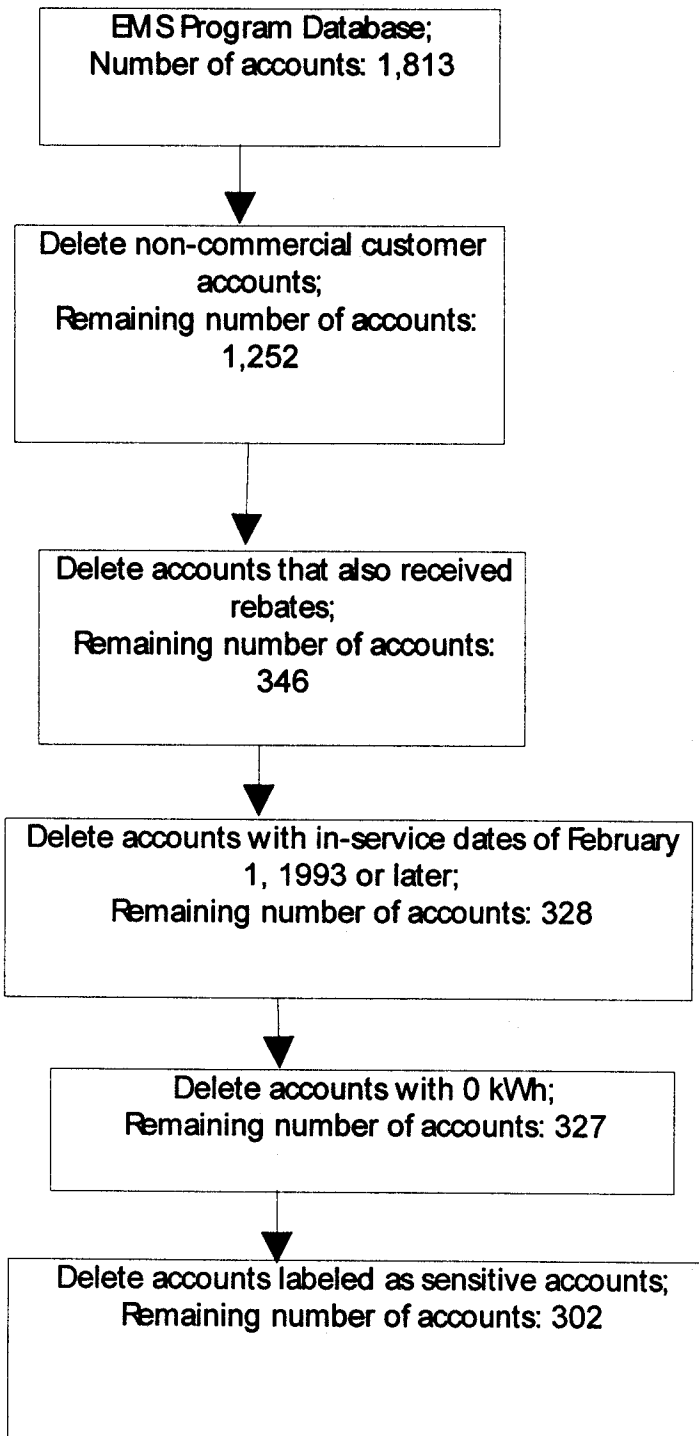 EMS Program Database;
Number of accounts: 1,813
Delete non-commercial customer
accounts;
Remaining number of accounts:
1,252
Delete accounts that also received
rebates;
Remaining number of accounts:
346
Delete accounts with in-service dates of February
1, 1993 or later;
Remaining number of accounts: 328
Delete accounts with 0 kWh;
Remaining number of accounts: 327
Delete accounts labeled as sensitive accounts;
Remaining number of accounts: 302